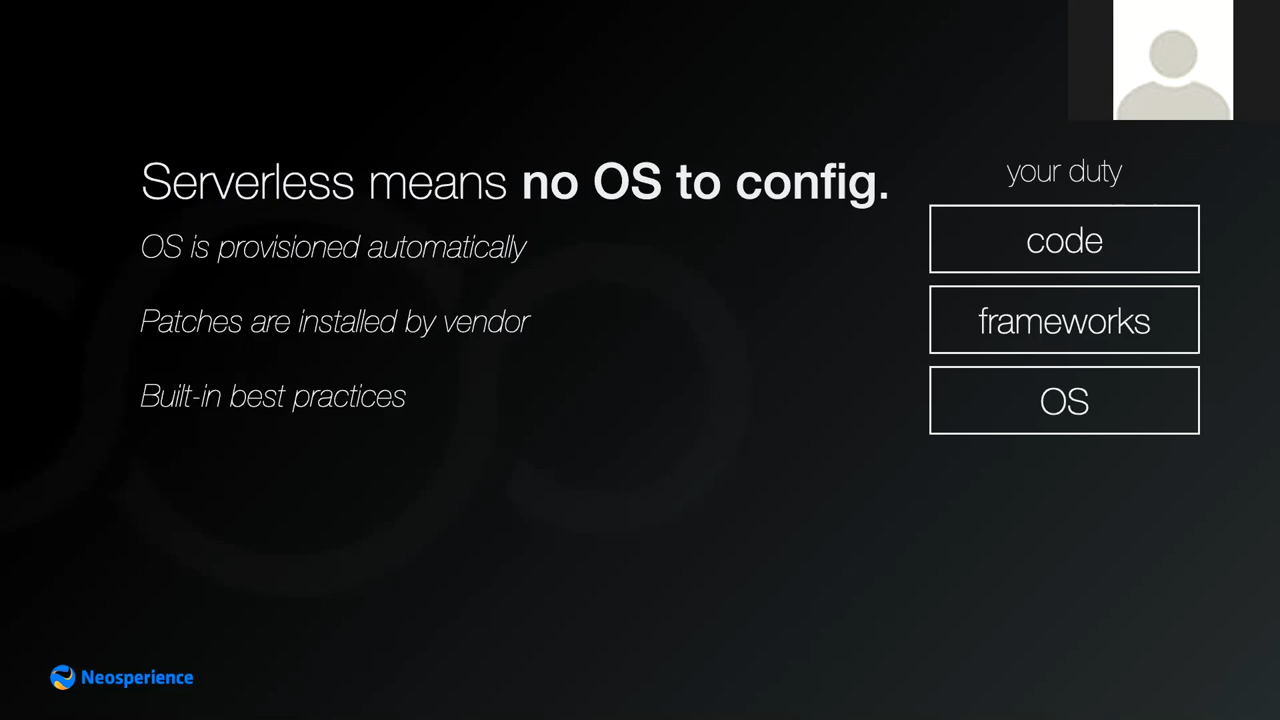 Serverless means no OS to config.
OS is provisioned automatically
Patches are installed by vendor
Built-in best practices
your duty
code
frameworks
OS
Neosperience